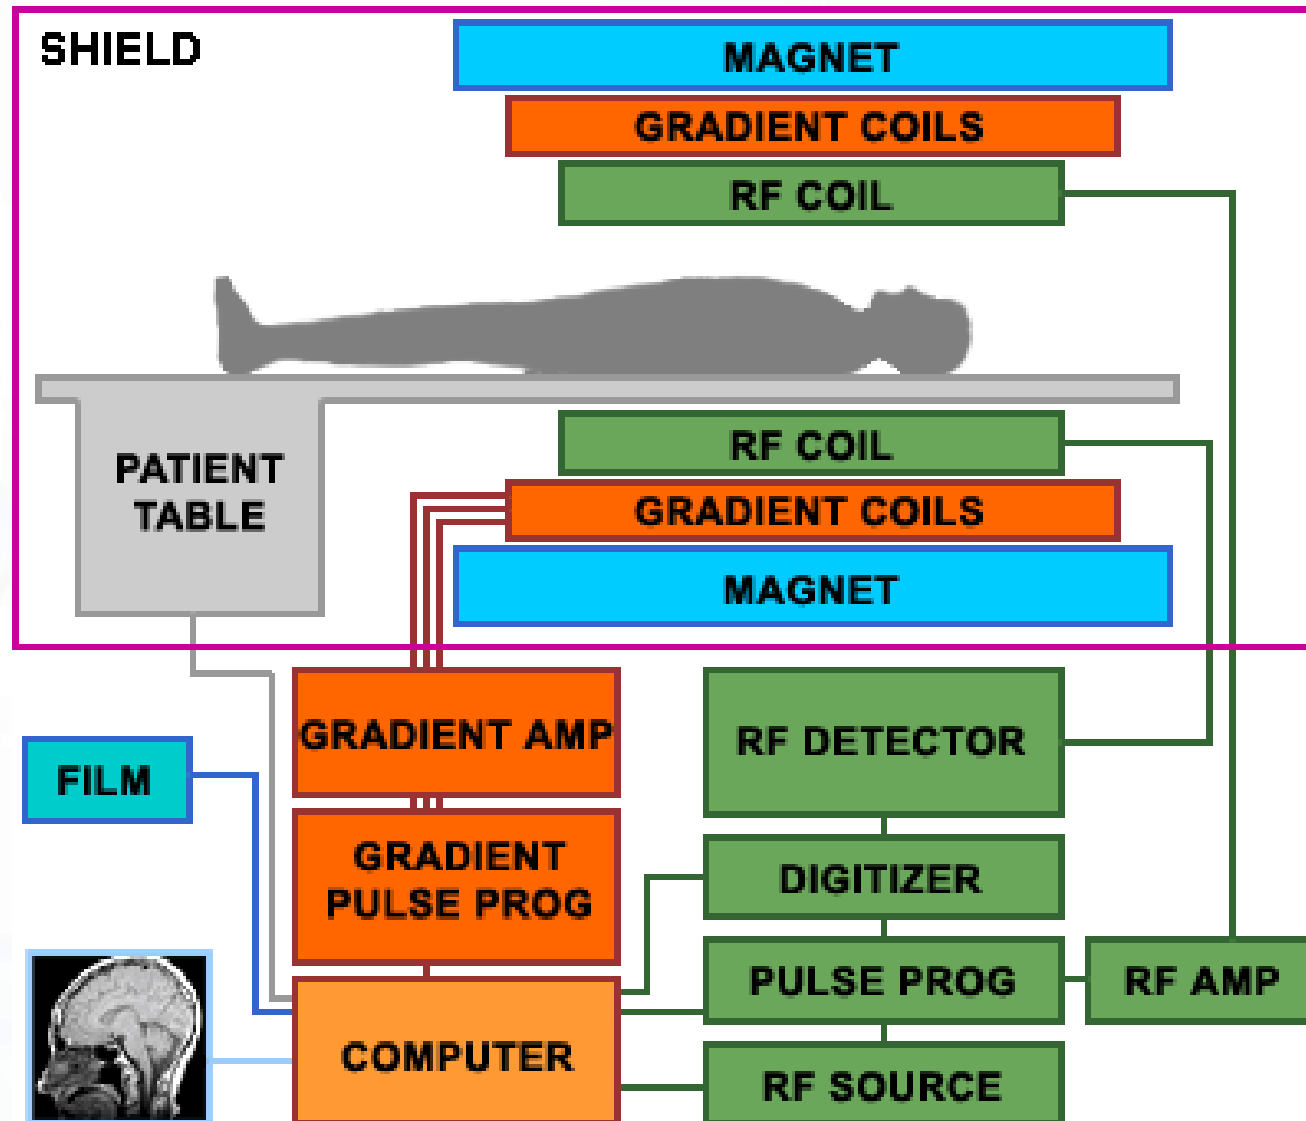 SHIELD
MAGNET
GRADIENT COILS
RF COIL
RF COIL
PATIENT
TABLE
GRADIENT COILS
MAGNET
GRADIENT AMP
RF DETECTOR
FILM
GRADIENT
PULSE PROG
DIGITIZER
PULSE PROG
RF AMP
COMPUTER
RF SOURCE